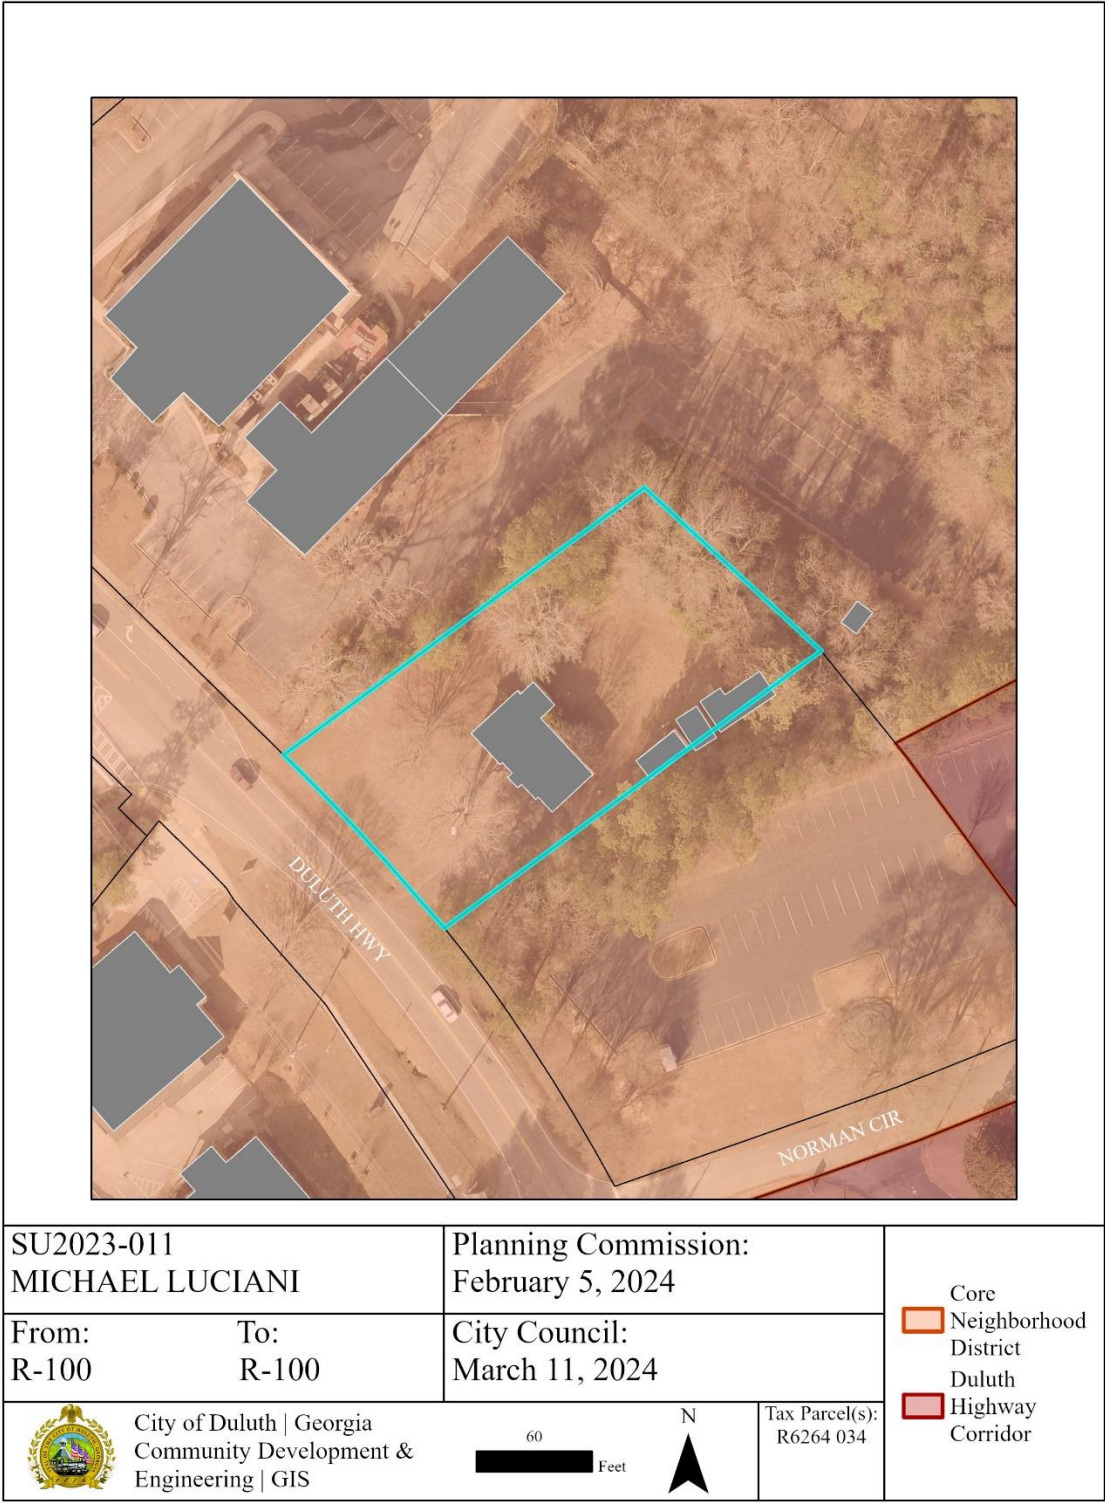 DULUTH HWY
NORMAN CIR
SU2023-011
MICHAEL LUCIANI
Planning Commission:
February 5, 2024
From: To:
R-100 R-100
City Council:
March 11, 2024
Core
Neighborhood
District
Duluth
Highway
Corridor
City of Duluth | Georgia
Community Development &
Engineering | GIS
60
Feet
N
Tax Parcel(s):
R6264 034